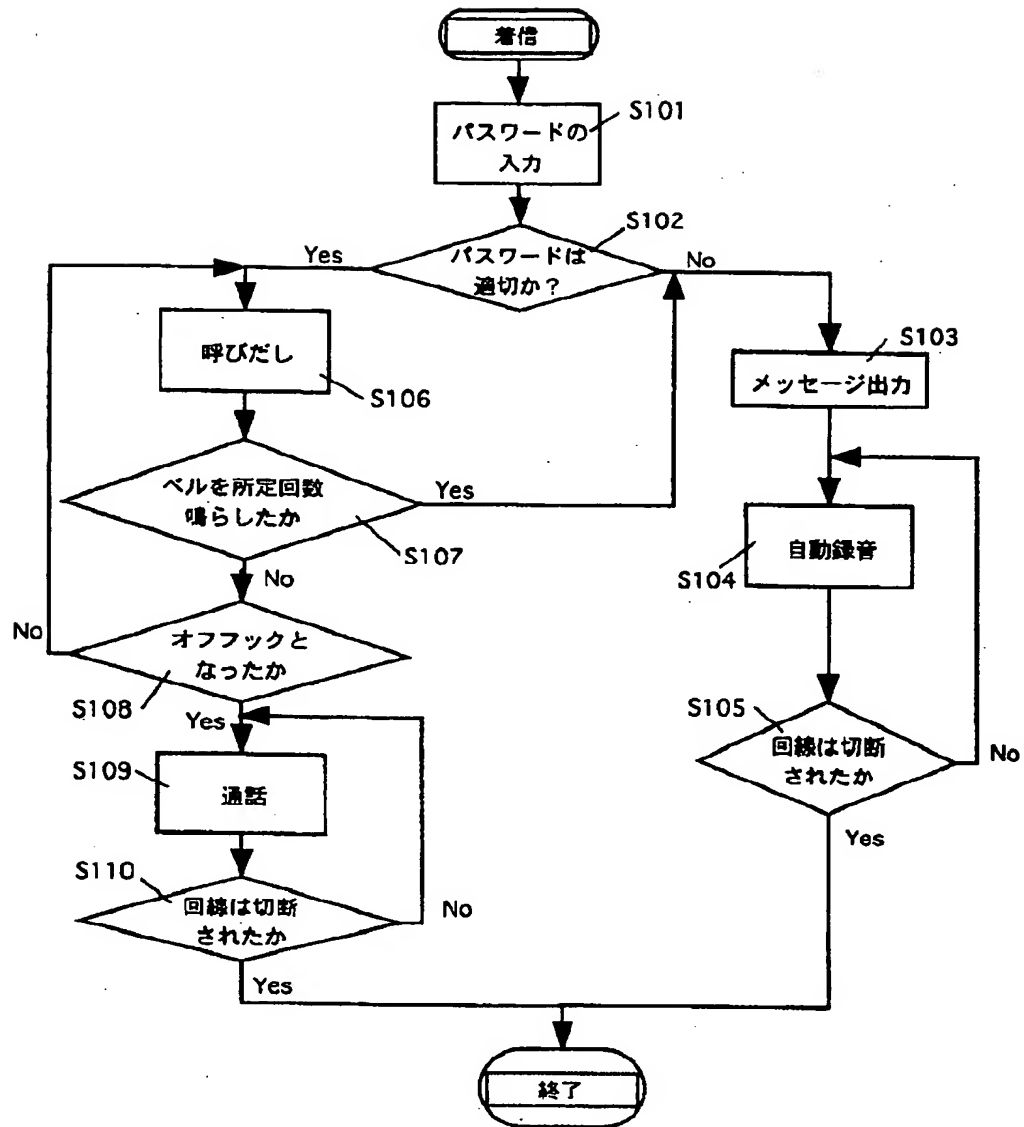 着信
S101
パスワードの
入力
S102
パスワードは
適切か？
Yes
No
S103
メッセージ出力
呼びだし
S106
ベルを所定回数
鳴らしたか
Yes
S107
No
S104
自動録音
オフフックと
なったか
No
S108
Yes
S105
回線は切断
されたか
No
Yes
S109
通話
S110
回線は切断
されたか
No
Yes
終了